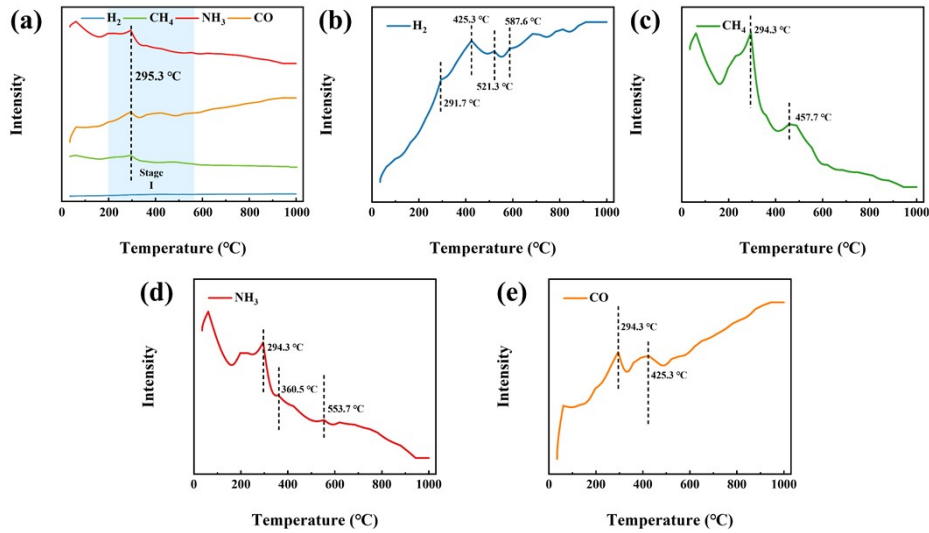 (a)
H₂ CH₄ NH₃ CO
295.3 ℃
Stage
I
Intensity
0 200 400 600 800 1000
Temperature (℃)
(b)
H₂
425.3 ℃
587.6 ℃
521.3 ℃
291.7 ℃
Intensity
0 200 400 600 800 1000
Temperature (℃)
(c)
CH₄
294.3 ℃
457.7 ℃
Intensity
0 200 400 600 800 1000
Temperature (℃)
(d)
NH₃
294.3 ℃
360.5 ℃
553.7 ℃
Intensity
0 200 400 600 800 1000
Temperature (℃)
(e)
CO
294.3 ℃
425.3 ℃
Intensity
0 200 400 600 800 1000
Temperature (℃)